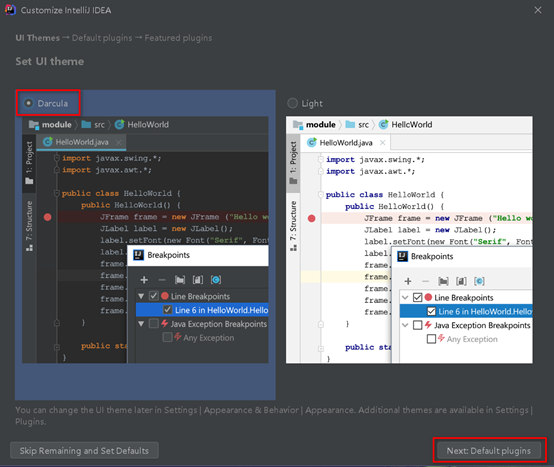 Customize IntelliJ IDEA
UI Themes → Default plugins → Featured plugins
Set UI theme
Darcula
module src HelloWorld
HelloWorld.java
1: Project
7: Structure
import javax.swing.*;
import javax.awt.*;
public class HelloWorld {
public HelloWorld() {
JFrame frame = new JFrame ("Hello wo
JLabel label = new JLabel();
label.setFont(new Font("Serif", Fon
frame.
frame.
frame.
frame.
frame.
}
public sta
}
Breakpoints
Line Breakpoints
Line 6 in HelloWorld.Hello
Java Exception Breakpoints
Any Exception
Light
module src HelloWorld
HelloWorld.java
1: Project
7: Structure
import javax.swing.*;
import javax.awt.*;
public class HelloWorld {
public HelloWorld() {
JFrame frame = new JFrame ("Hello w
JLabel label = new JLabel();
label.setFont(new Font("Serif", Fo
frame.
frame.
frame.
frame.
frame.
}
public st
}
Breakpoints
Line Breakpoints
Line 6 in HelloWorld.Hello
Java Exception Breakpoints
Any Exception
You can change the UI theme later in Settings | Appearance & Behavior | Appearance. Additional themes are available in Settings |
Plugins.
Skip Remaining and Set Defaults
Next: Default plugins